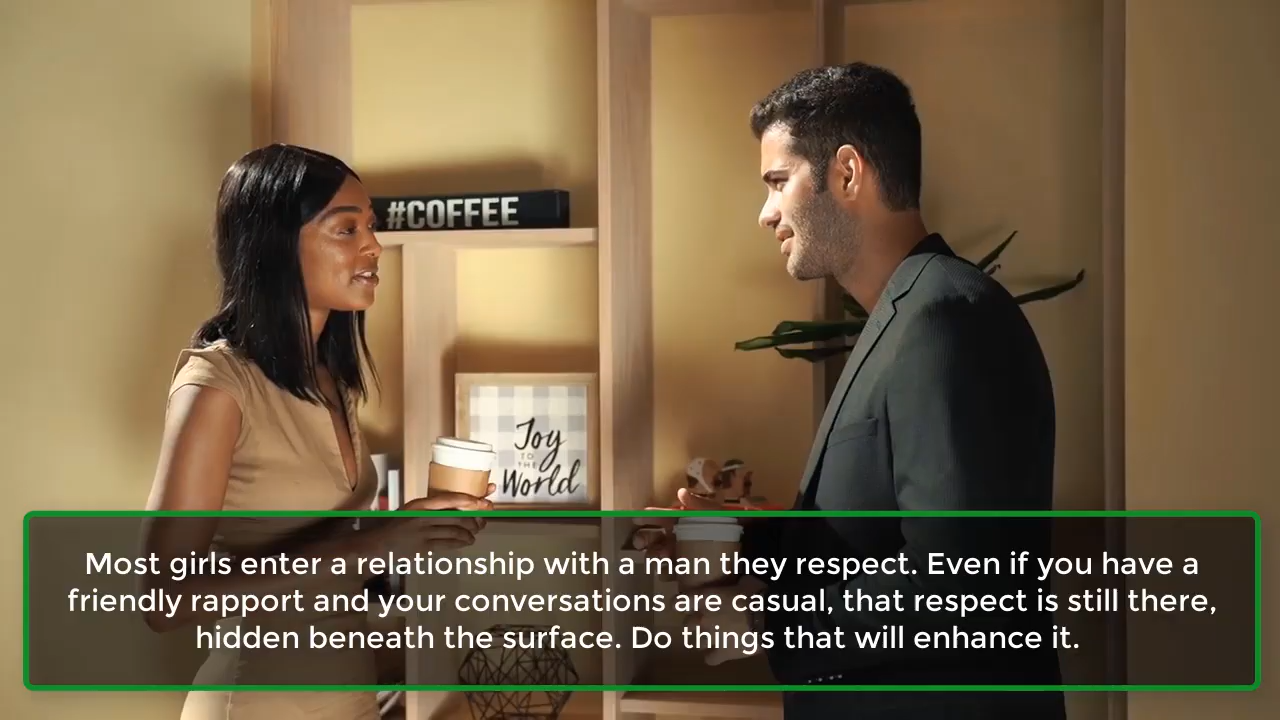 #COFFEE
Joy
TO
THE
World
Most girls enter a relationship with a man they respect. Even if you have a
friendly rapport and your conversations are casual, that respect is still there,
hidden beneath the surface. Do things that will enhance it.